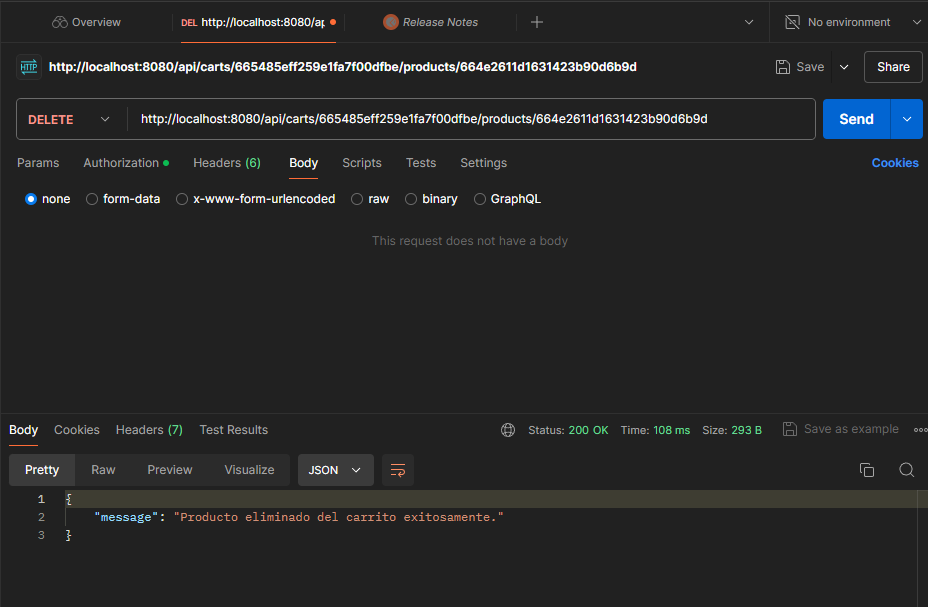 Overview DEL http://localhost:8080/ap Release Notes No environment
HTTP http://localhost:8080/api/carts/665485eff259e1fa7f00dfbe/products/664e2611d1631423b90d6b9d Save Share
DELETE http://localhost:8080/api/carts/665485eff259e1fa7f00dfbe/products/664e2611d1631423b90d6b9d Send
Params Authorization Headers (6) Body Scripts Tests Settings Cookies
none form-data x-www-form-urlencoded raw binary GraphQL
This request does not have a body
Body Cookies Headers (7) Test Results Status: 200 OK Time: 108 ms Size: 293 B Save as example
Pretty Raw Preview Visualize JSON
1 {
2 "message": "Producto eliminado del carrito exitosamente."
3 }